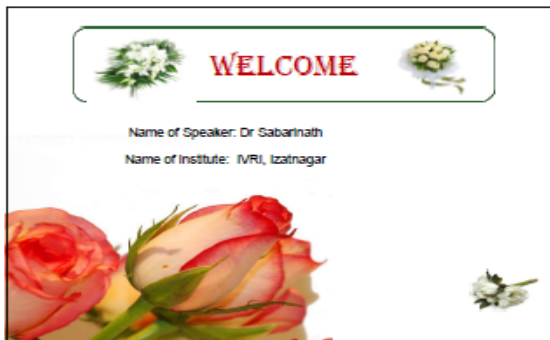 WELCOME
Name of Speaker: Dr Sabarinath
Name of Institute: IVRI, Izatnagar